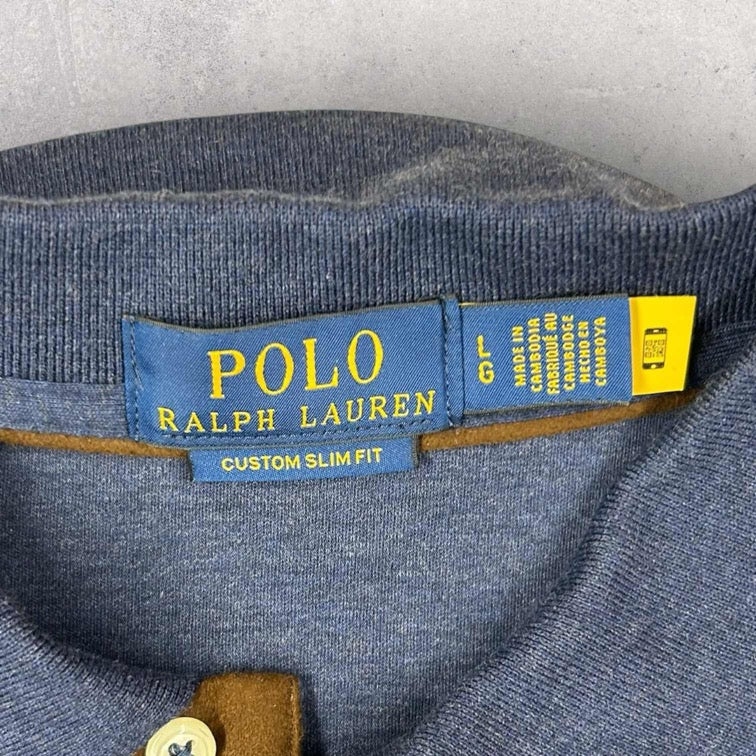 POLO
RALPH LAUREN
CUSTOM SLIM FIT
L
G
MADE IN
CAMBODIA
FABRIQUÉ AU
CAMBODGE
HECHO EN
CAMBOYA